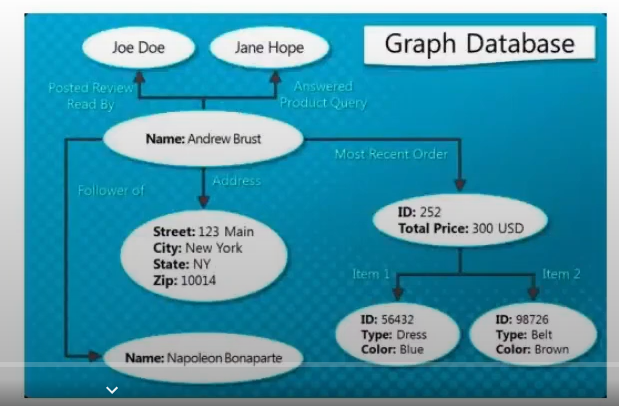 Graph Database
Joe Doe
Jane Hope
Posted Review
Read By
Answered
Product Query
Name: Andrew Brust
Most Recent Order
Follower of
Address
Street: 123 Main
City: New York
State: NY
Zip: 10014
ID: 252
Total Price: 300 USD
Item 1
Item 2
ID: 56432
Type: Dress
Color: Blue
ID: 98726
Type: Belt
Color: Brown
Name: Napoleon Bonaparte